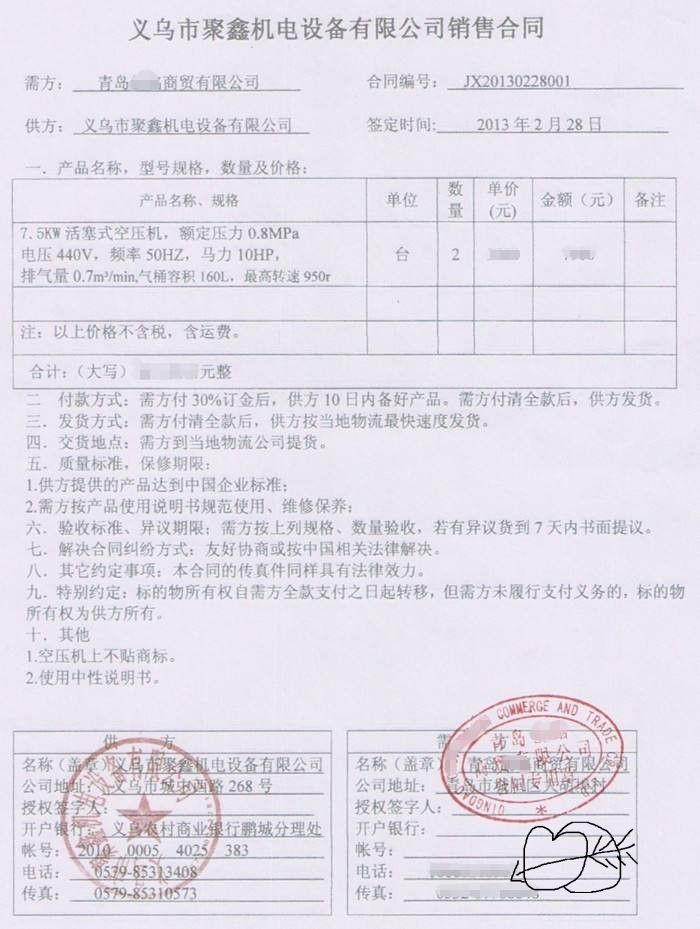 义乌市聚鑫机电设备有限公司销售合同
需方: 青岛 商贸有限公司 合同编号: JX20130228001
供方: 义乌市聚鑫机电设备有限公司 签定时间: 2013 年 2 月 28 日
一. 产品名称, 型号规格, 数量及价格:
产品名称、规格 单位 数量 单价(元) 金额 (元) 备注
7.5KW 活塞式空压机, 额定压力 0.8MPa
电压 440V, 频率 50HZ, 马力 10HP,
排气量 0.7m³/min,气桶容积 160L, 最高转速 950r
台 2
注: 以上价格不含税, 含运费。
合计: (大写) 元整
二 付款方式: 需方付 30%订金后, 供方 10 日内备好产品。需方付清全款后, 供方发货。
三. 发货方式: 需方付清全款后, 供方按当地物流最快速度发货。
四. 交货地点: 需方到当地物流公司提货。
五. 质量标准, 保修期限:
1.供方提供的产品达到中国企业标准;
2.需方按产品使用说明书规范使用、维修保养;
六. 验收标准、异议期限; 需方按上列规格、数量验收, 若有异议货到 7 天内书面提议。
七. 解决合同纠纷方式: 友好协商或按中国相关法律解决。
八. 其它约定事项: 本合同的传真件同样具有法律效力。
九. 特别约定: 标的物所有权自需方全款支付之日起转移, 但需方未履行支付义务的, 标的物
所有权为供方所有。
十. 其他
1.空压机上不贴商标。
2.使用中性说明书。
供 方
名称 (盖章) 义乌市聚鑫机电设备有限公司
公司地址: 义乌市城中西路 268 号
授权签字人:
开户银行: 义乌农村商业银行鹏城分理处
帐号: 2010 0005 4025 383
电话: 0579-85313408
传真: 0579-85310573
需 方
名称 (盖章) 青岛 商贸有限公司
公司地址: 青岛市城阳区大胡埠村
授权签字人:
开户银行:
帐号:
电话:
传真:
COMMERCE AND TRADE CO
QINGDAO
青岛
有限公司
合同专用章